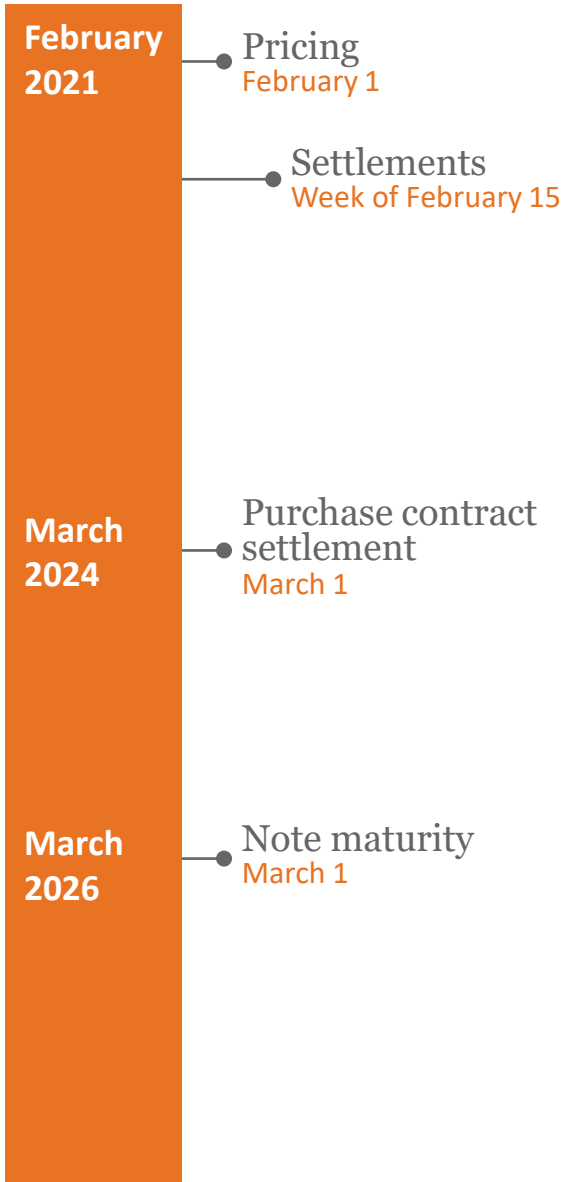 February
2021
Pricing
February 1
Settlements
Week of February 15
March
2024
Purchase contract
settlement
March 1
March
2026
Note maturity
March 1